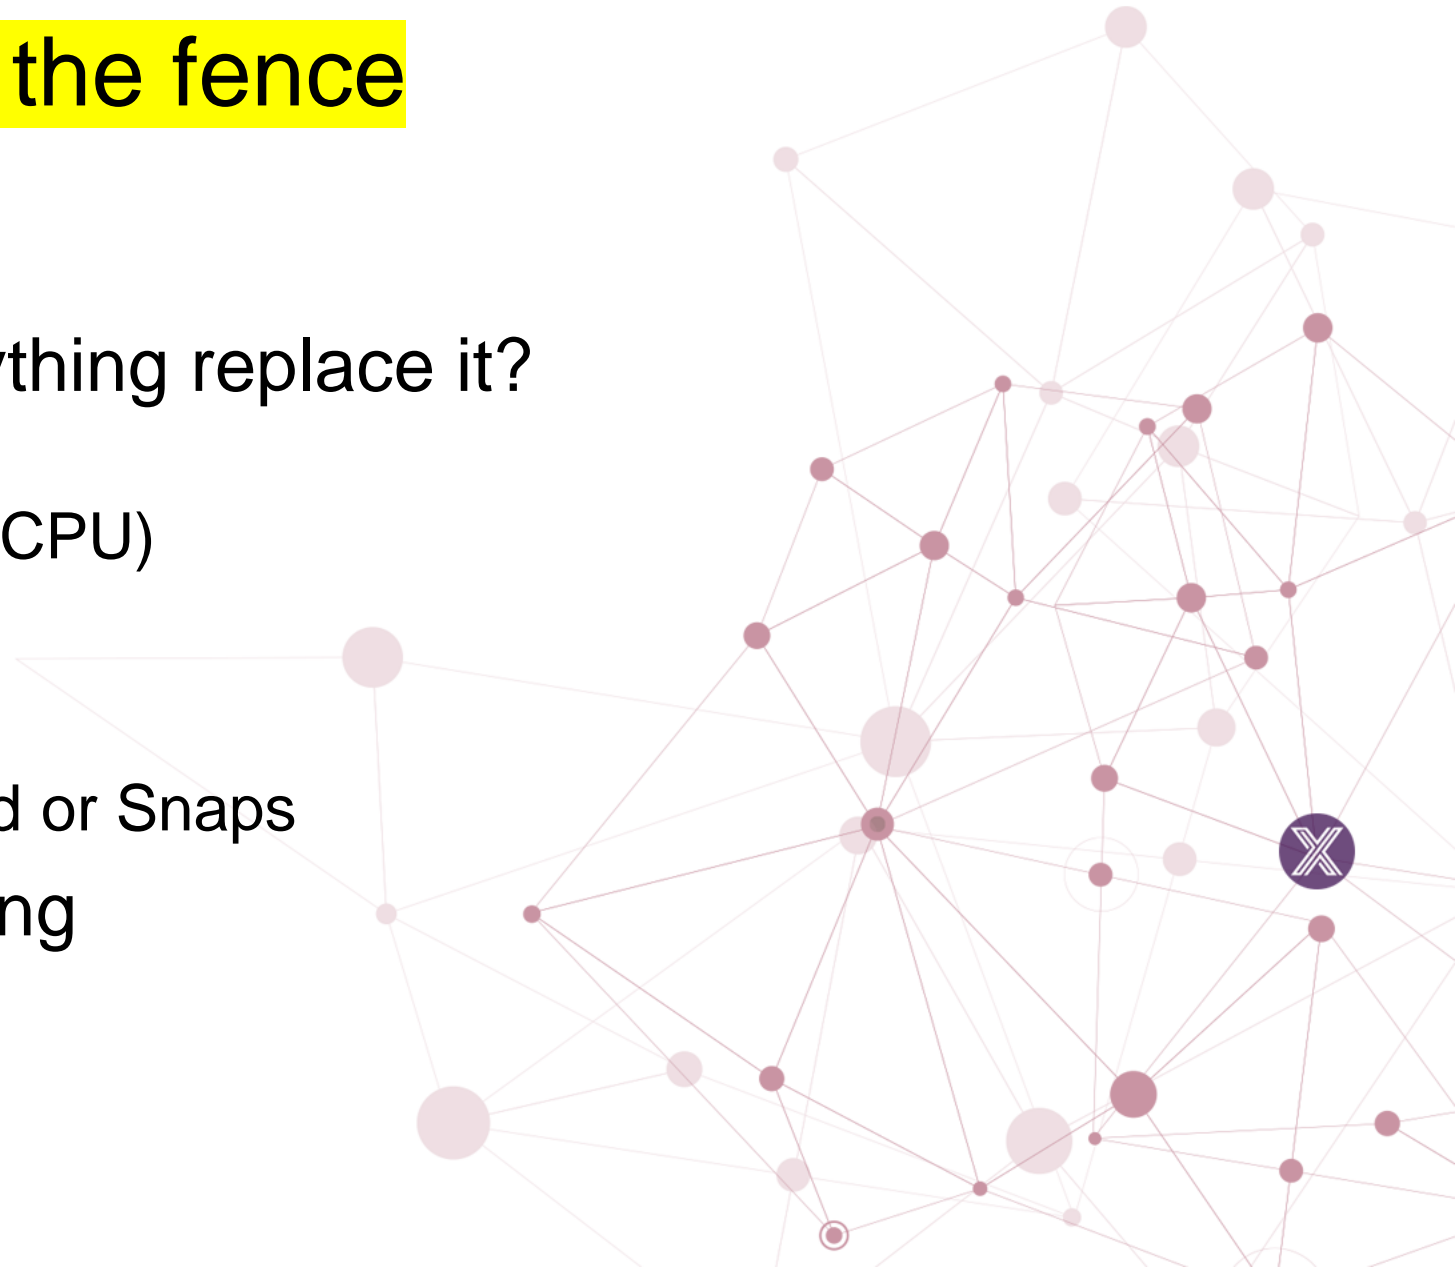 the fence
ything replace it?
CPU)
d or Snaps
ng